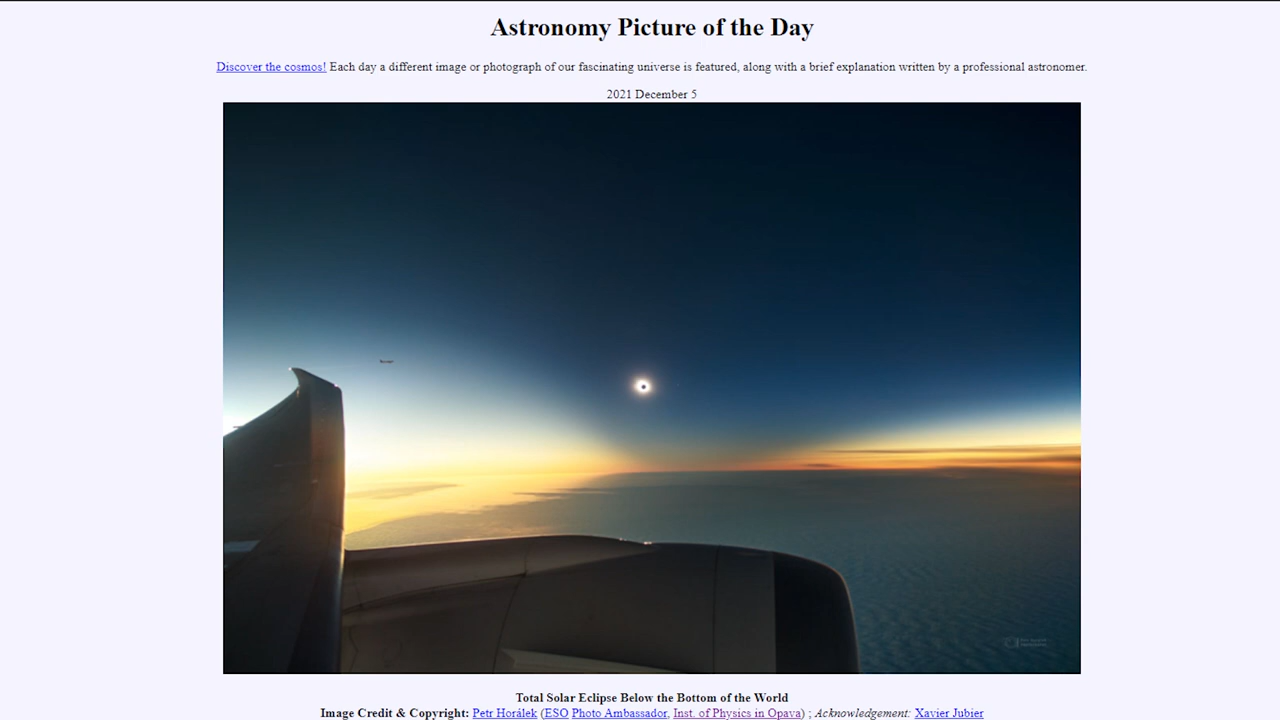 Astronomy Picture of the Day
Discover the cosmos! Each day a different image or photograph of our fascinating universe is featured, along with a brief explanation written by a professional astronomer.
2021 December 5
Total Solar Eclipse Below the Bottom of the World
Image Credit & Copyright: Petr Horálek (ESO Photo Ambassador, Inst. of Physics in Opava) ; Acknowledgement: Xavier Jubier